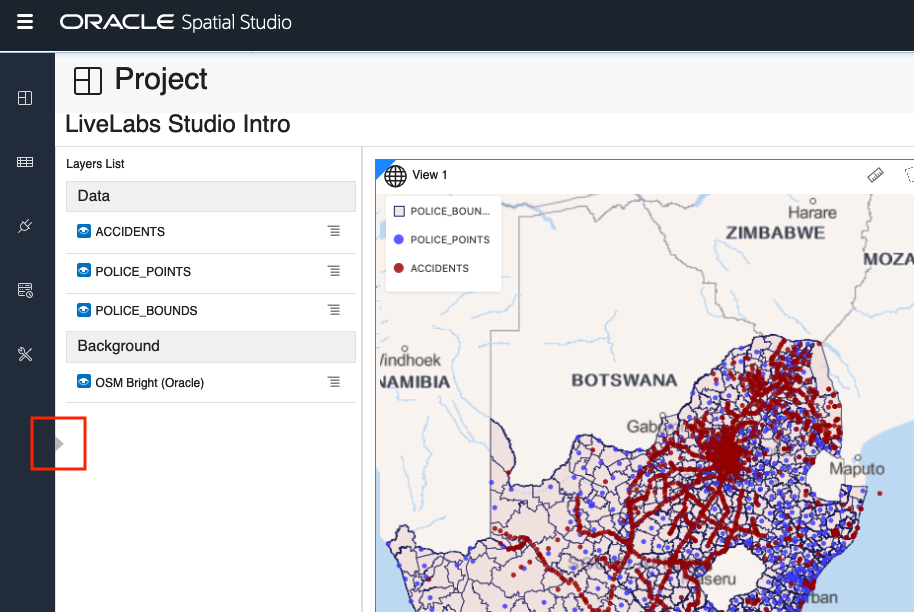 ORACLE Spatial Studio
Project
LiveLabs Studio Intro
Layers List
Data
ACCIDENTS
POLICE_POINTS
POLICE_BOUNDS
Background
OSM Bright (Oracle)
View 1
POLICE_BOUN...
POLICE_POINTS
ACCIDENTS
Harare
ZIMBABWE
MOZA
Windhoek
NAMIBIA
BOTSWANA
Gabo
Maputo
aseru
rban